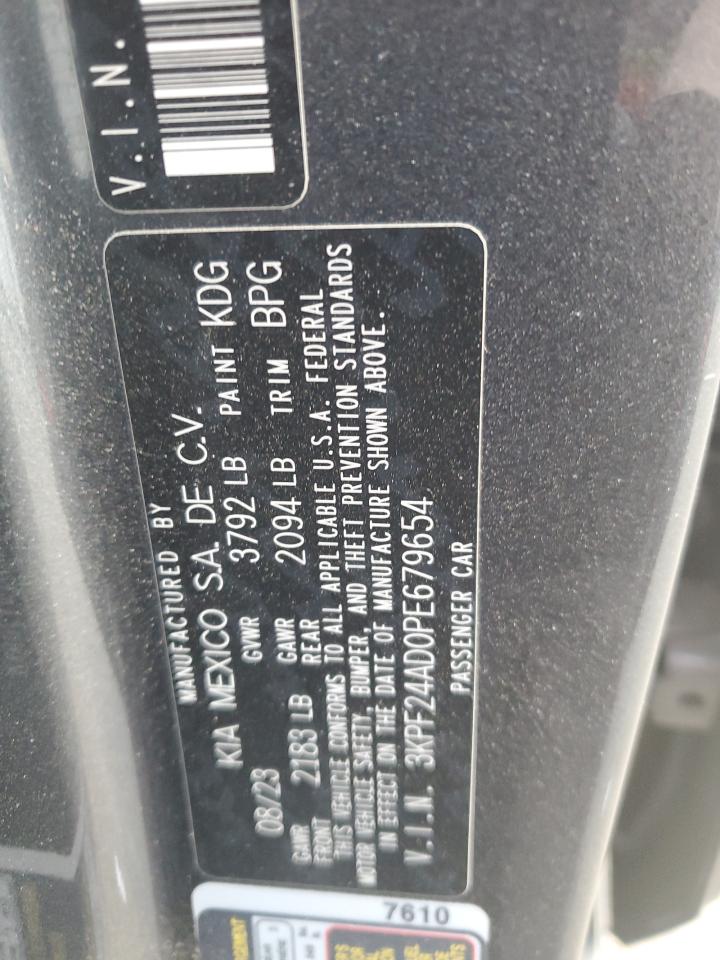 V.I.N.
MANUFACTURED BY
KIA MEXICO S.A. DE C.V.
08/23 GVWR 3792 LB PAINT KDG
GAWR FRONT 2183 LB GAWR REAR 2094 LB TRIM BPG
THIS VEHICLE CONFORMS TO ALL APPLICABLE U.S.A. FEDERAL
MOTOR VEHICLE SAFETY, BUMPER, AND THEFT PREVENTION STANDARDS
IN EFFECT ON THE DATE OF MANUFACTURE SHOWN ABOVE.
V.I.N. 3KPF24AD0PE679654
PASSENGER CAR
7610